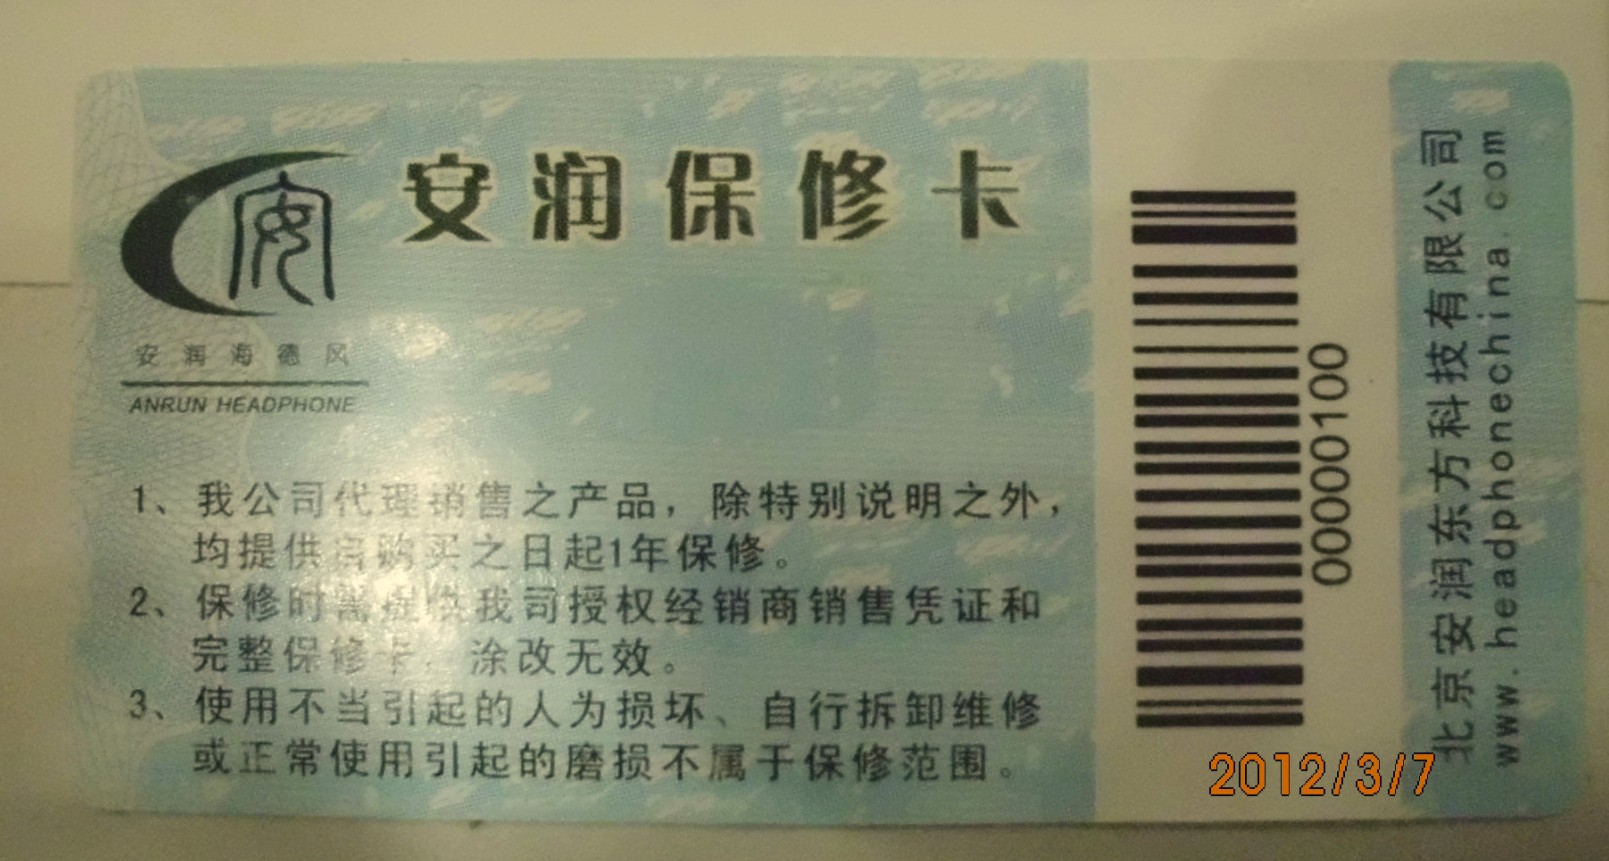 安润保修卡
安
安润海德风
ANRUN HEADPHONE
1、我公司代理销售之产品，除特别说明之外，
均提供自购买之日起1年保修。
2、保修时需提供我司授权经销商销售凭证和
完整保修卡，涂改无效。
3、使用不当引起的人为损坏、自行拆卸维修
或正常使用引起的磨损不属于保修范围。
00000100
北京安润东方科技有限公司
www.headphonechina.com
2012/3/7